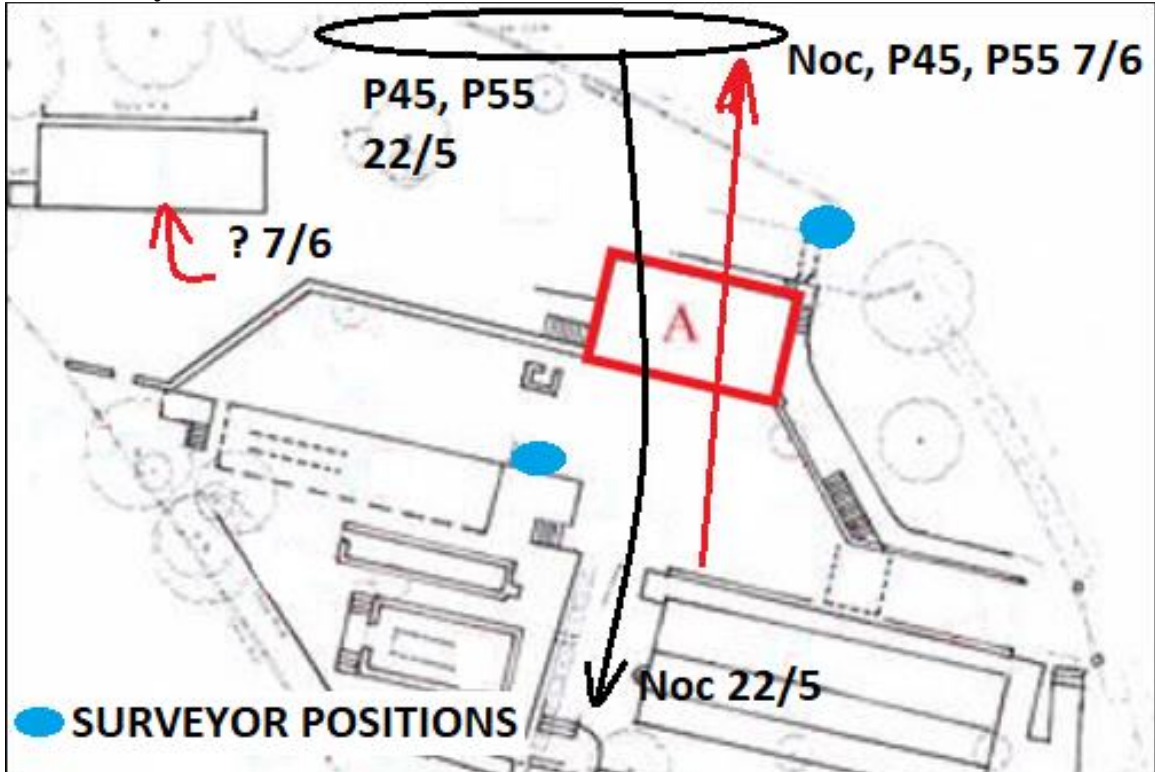 P45, P55
22/5
Noc, P45, P55 7/6
? 7/6
A
Noc 22/5
SURVEYOR POSITIONS